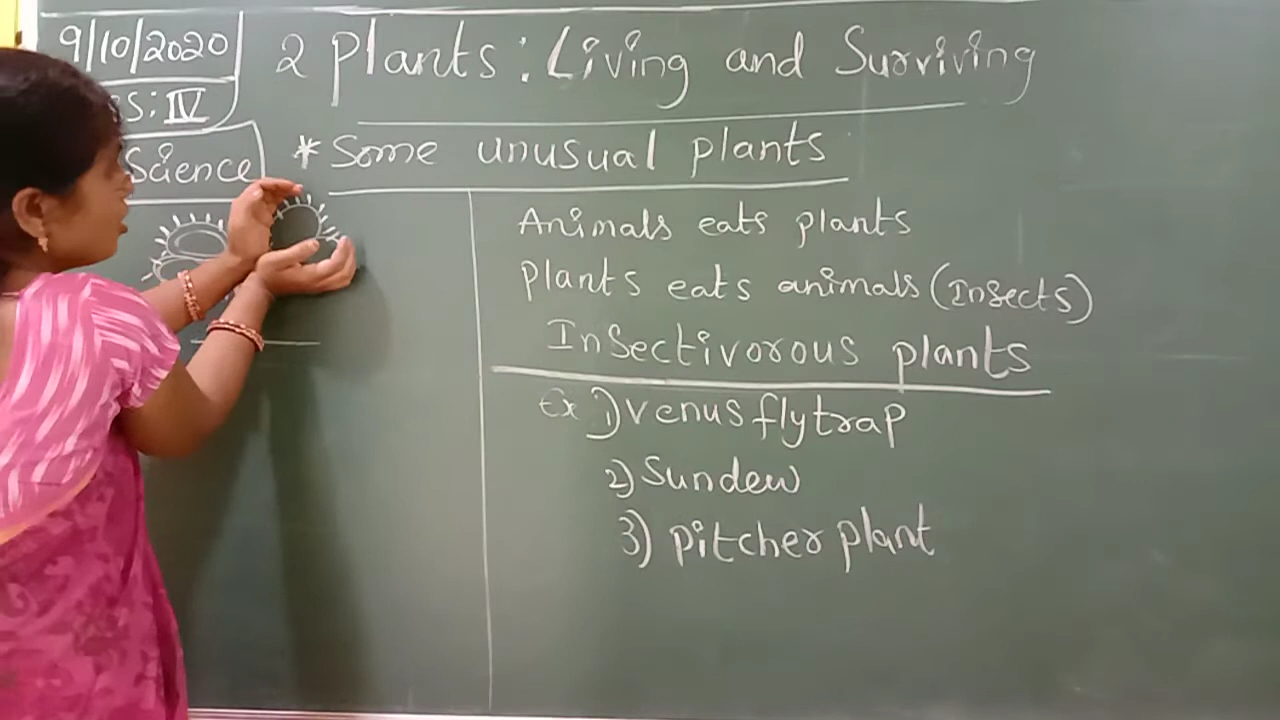 9/10/2020
2 Plants: Living and Surviving
SS: IV
Science
* Some unusual plants
Animals eats plants
Plants eats animals (Insects)
Insectivorous plants
Ex 1) Venus flytrap
2) Sundew
3) Pitcher plant